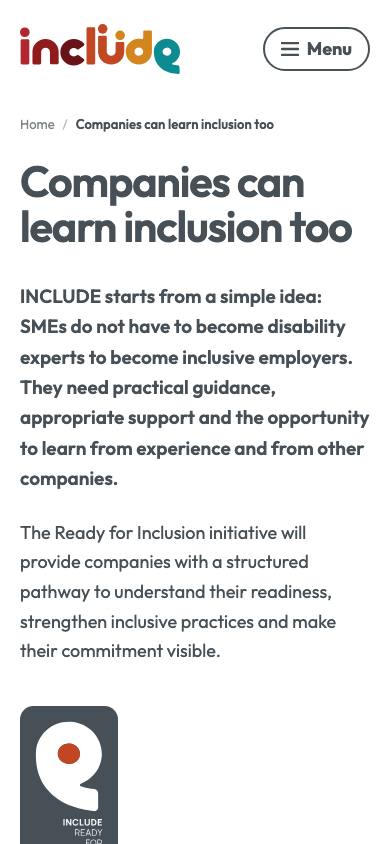 include
Menu
Home / Companies can learn inclusion too
Companies can
learn inclusion too
INCLUDE starts from a simple idea:
SMEs do not have to become disability
experts to become inclusive employers.
They need practical guidance,
appropriate support and the opportunity
to learn from experience and from other
companies.
The Ready for Inclusion initiative will
provide companies with a structured
pathway to understand their readiness,
strengthen inclusive practices and make
their commitment visible.
INCLUDE
READY
FOR